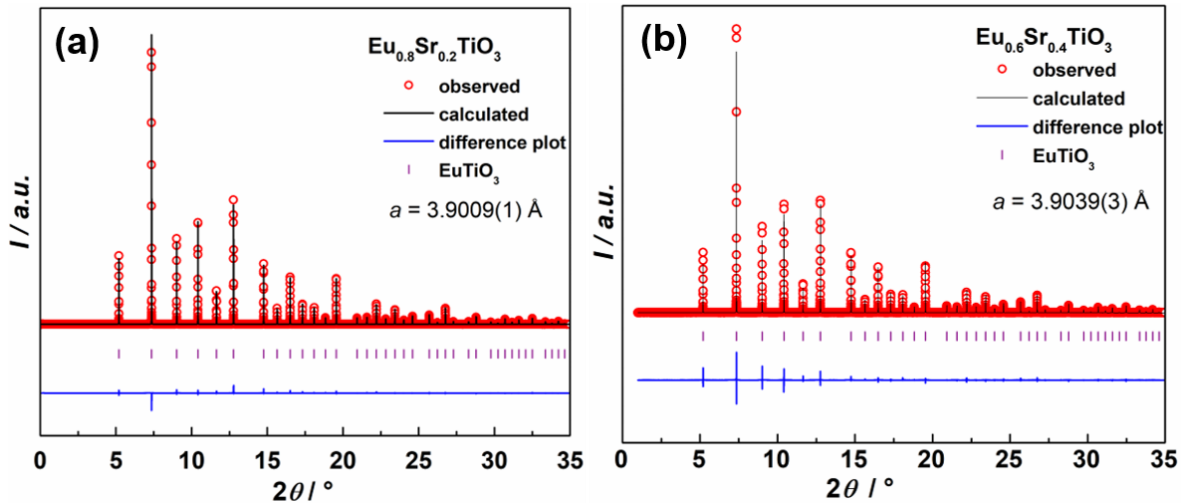 (a)
Eu0.8Sr0.2TiO3
observed
calculated
difference plot
EuTiO3
a = 3.9009(1) Å
I / a.u.
0 5 10 15 20 25 30 35
2θ / °
(b)
Eu0.6Sr0.4TiO3
observed
calculated
difference plot
EuTiO3
a = 3.9039(3) Å
I / a.u.
0 5 10 15 20 25 30 35
2θ / °